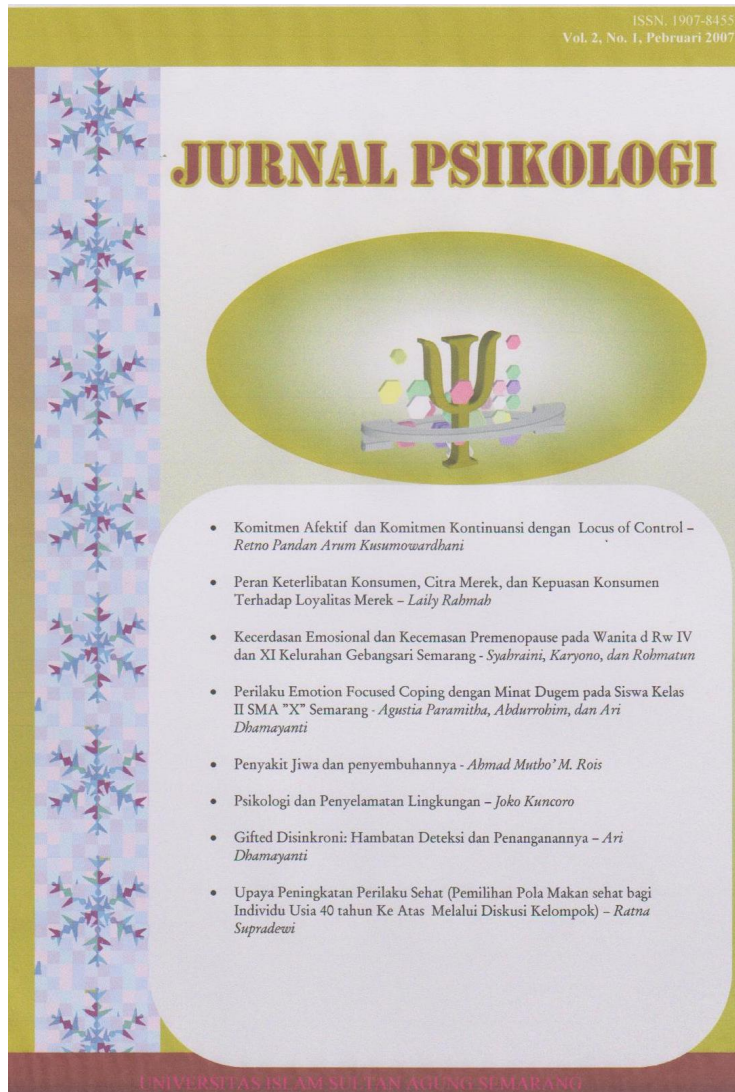 ISSN. 1907-8455
Vol. 2, No. 1, Pebruari 2007
JURNAL PSIKOLOGI
• Komitmen Afektif dan Komitmen Kontinuansi dengan Locus of Control –
Retno Pandan Arum Kusumowardhani
• Peran Keterlibatan Konsumen, Citra Merek, dan Kepuasan Konsumen
Terhadap Loyalitas Merek – Laily Rahmah
• Kecerdasan Emosional dan Kecemasan Premenopause pada Wanita d Rw IV
dan XI Kelurahan Gebangsari Semarang - Syahraini, Karyono, dan Rohmatun
• Perilaku Emotion Focused Coping dengan Minat Dugem pada Siswa Kelas
II SMA ”X” Semarang - Agustia Paramitha, Abdurrohim, dan Ari
Dhamayanti
• Penyakit Jiwa dan penyembuhannya - Ahmad Mutho’ M. Rois
• Psikologi dan Penyelamatan Lingkungan – Joko Kuncoro
• Gifted Disinkroni: Hambatan Deteksi dan Penanganannya – Ari
Dhamayanti
• Upaya Peningkatan Perilaku Sehat (Pemilihan Pola Makan sehat bagi
Individu Usia 40 tahun Ke Atas Melalui Diskusi Kelompok) – Ratna
Supradewi
UNIVERSITAS ISLAM SULTAN AGUNG SEMARANG